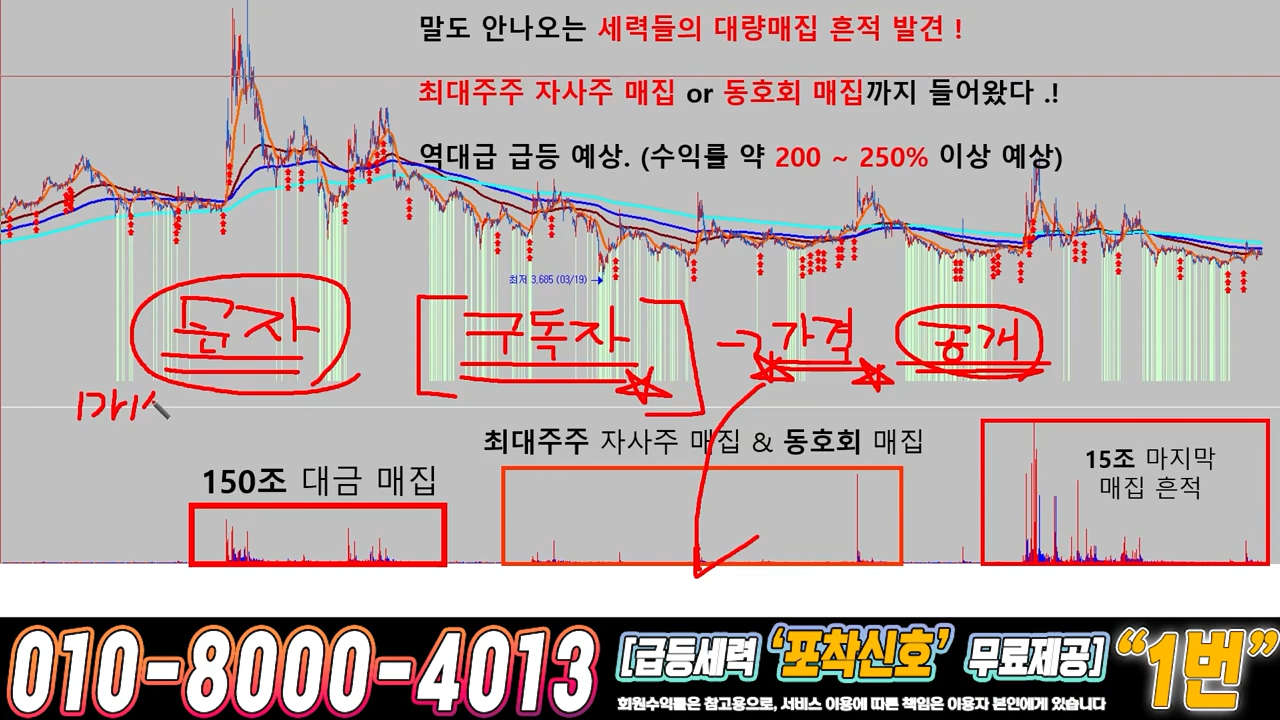 말도 안나오는 세력들의 대량매집 흔적 발견 !
최대주주 자사주 매집 or 동호회 매집까지 들어왔다 .!
역대급 급등 예상. (수익률 약 200 ~ 250% 이상 예상)
최저 3,685 (03/19)
문자
구독자
가격
공개
최대주주 자사주 매집 & 동호회 매집
15조 마지막
매집 흔적
150조 대금 매집
010-8000-4013
[급등세력 '포착신호' 무료제공] "1번"
회원수익률은 참고용으로, 서비스 이용에 따른 책임은 이용자 본인에게 있습니다